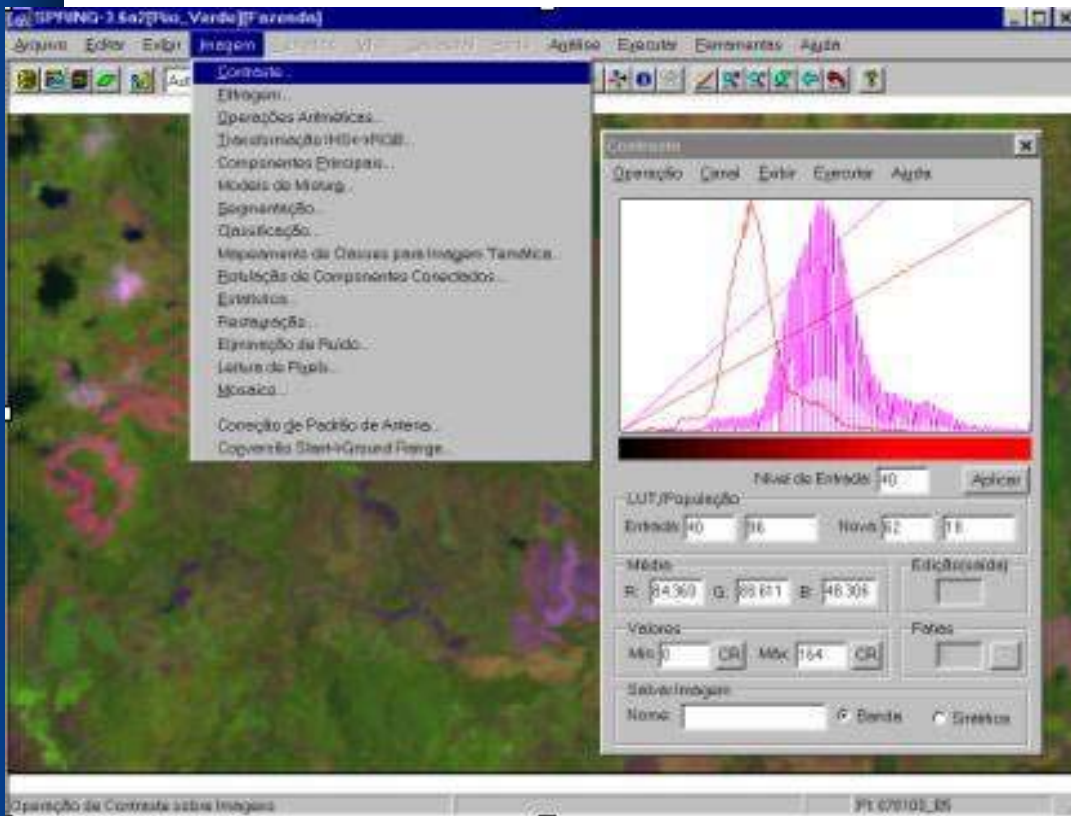 SPRING-3.6a2[Rio_Verde][Fazenda]
Arquivo Editar Exibir Imagem Análise Executar Ferramentas Ajuda
Contraste...
Filtragem...
Operações Aritméticas...
Transformação IHS<->RGB...
Componentes Principais...
Modelo de Mistura...
Segmentação...
Classificação...
Mapeamento de Classes para Imagem Temática...
Rotulação de Componentes Conectados...
Estatística...
Restauração...
Eliminação de Ruído...
Leitura de Pixels...
Mosaico...
Correção de Padrão de Antena...
Conversão Slant->Ground Range...
Contraste
Operação Canal Exibir Executar Ajuda
Nível de Entrada: 40 Aplicar
LUT/População
Entrada: 40 96 Nova: 62 18
Média Edição(saída)
R: 84.360 G: B: 48.306
Valores Fatias
Mín: 0 CR Máx: 164 CR
Salvar Imagem
Nome: Banda Sintética
Operação de Contraste sobre Imagens